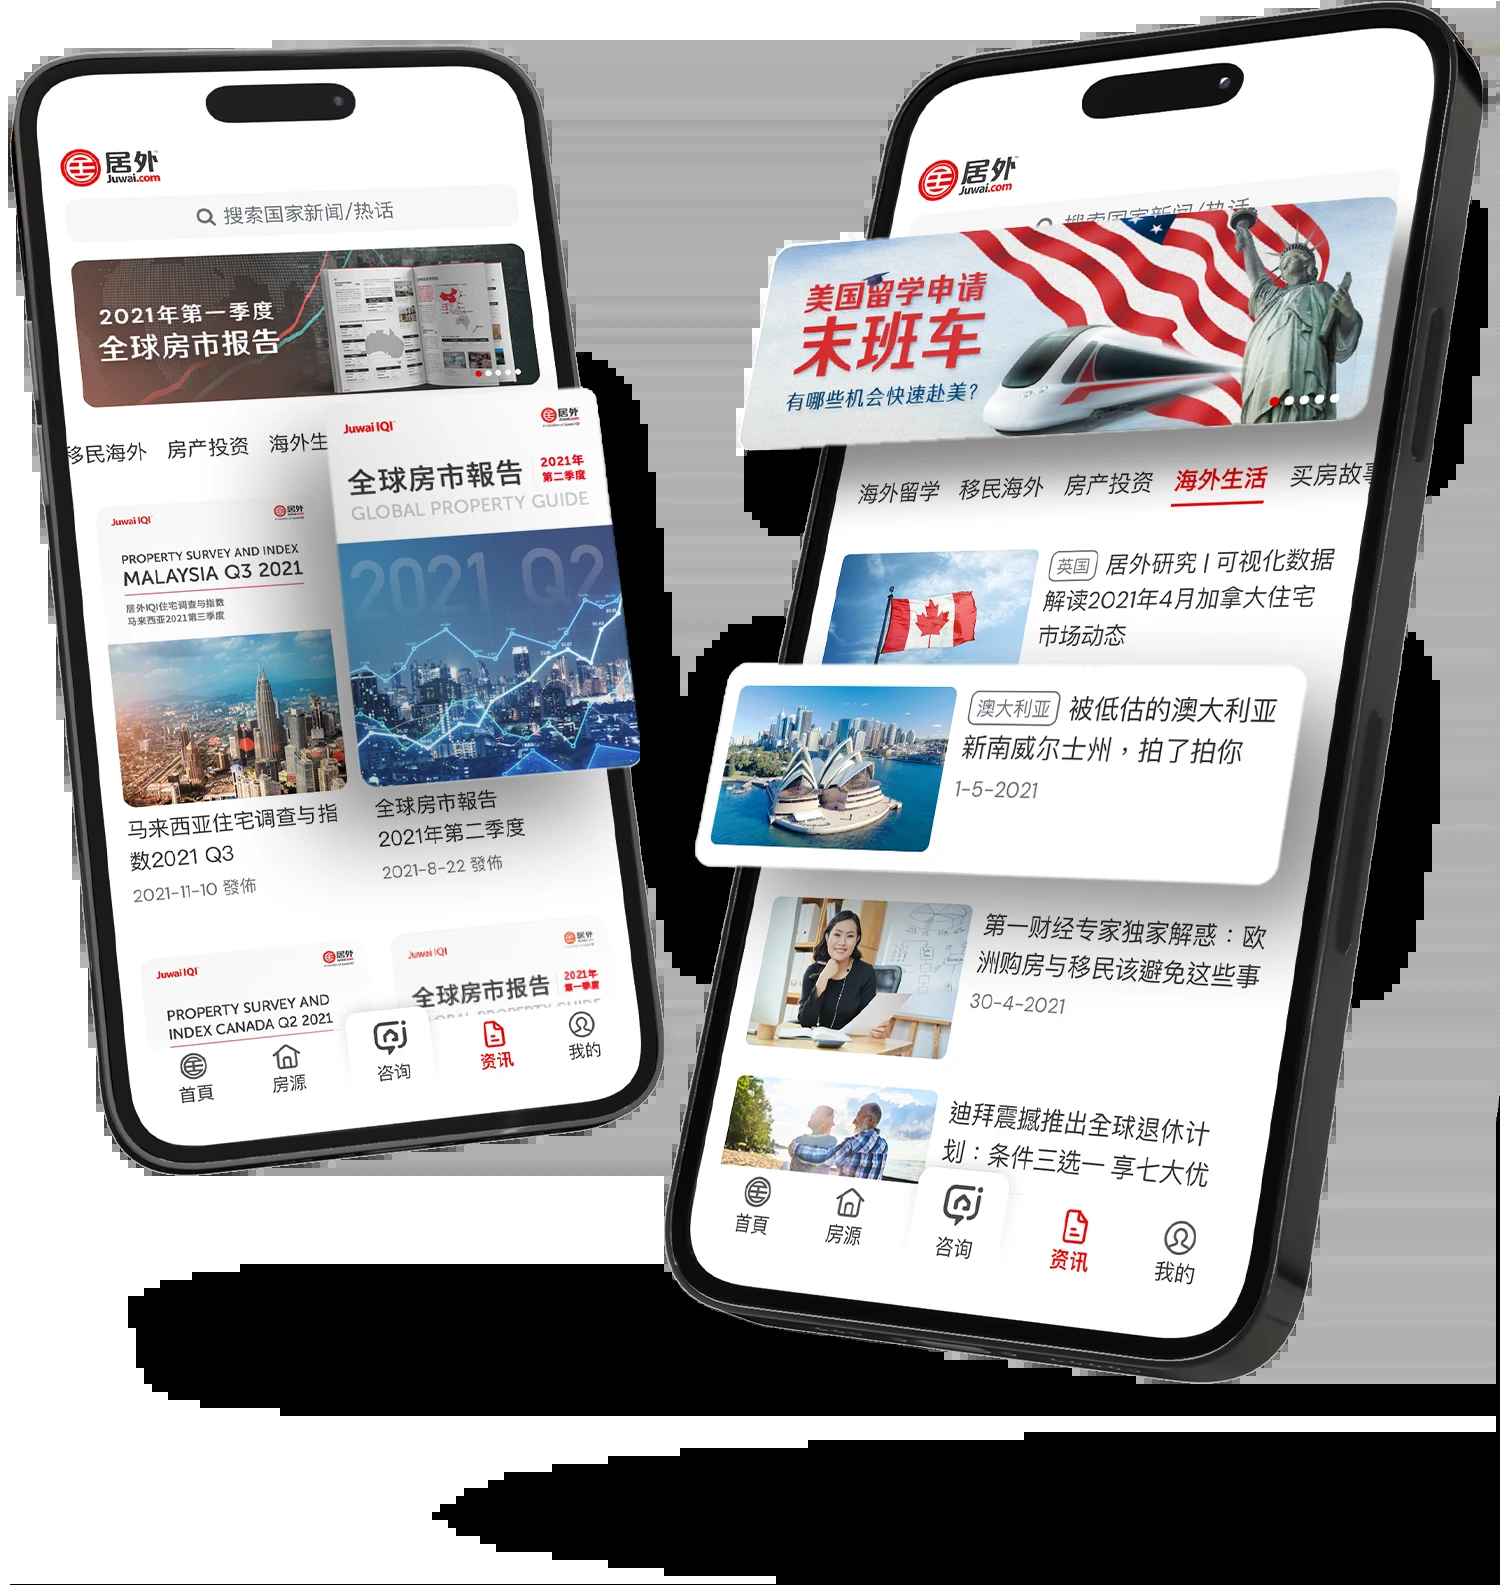 居外
Juwai.com
搜索国家新闻/热话
2021年第一季度
全球房市报告
移民海外 房产投资 海外生
Juwai IQI
居外
PROPERTY SURVEY AND INDEX
MALAYSIA Q3 2021
居外IQI住宅调查与指数
马来西亚2021第三季度
马来西亚住宅调查与指
数2021 Q3
2021-11-10 發佈
Juwai IQI
居外
全球房市報告
2021年
第二季度
GLOBAL PROPERTY GUIDE
2021 Q2
全球房市報告
2021年第二季度
2021-8-22 發佈
Juwai IQI
居外
PROPERTY SURVEY AND
INDEX CANADA Q2 2021
Juwai IQI
居外
全球房市报告
2021年
第一季度
首頁
房源
咨询
资讯
我的
居外
Juwai.com
美国留学申请
末班车
有哪些机会快速赴美?
海外留学 移民海外 房产投资 海外生活 买房故事
英国 居外研究 | 可视化数据
解读2021年4月加拿大住宅
市场动态
澳大利亚 被低估的澳大利亚
新南威尔士州，拍了拍你
1-5-2021
第一财经专家独家解惑：欧
洲购房与移民该避免这些事
30-4-2021
迪拜震撼推出全球退休计
划：条件三选一 享七大优
首頁
房源
咨询
资讯
我的